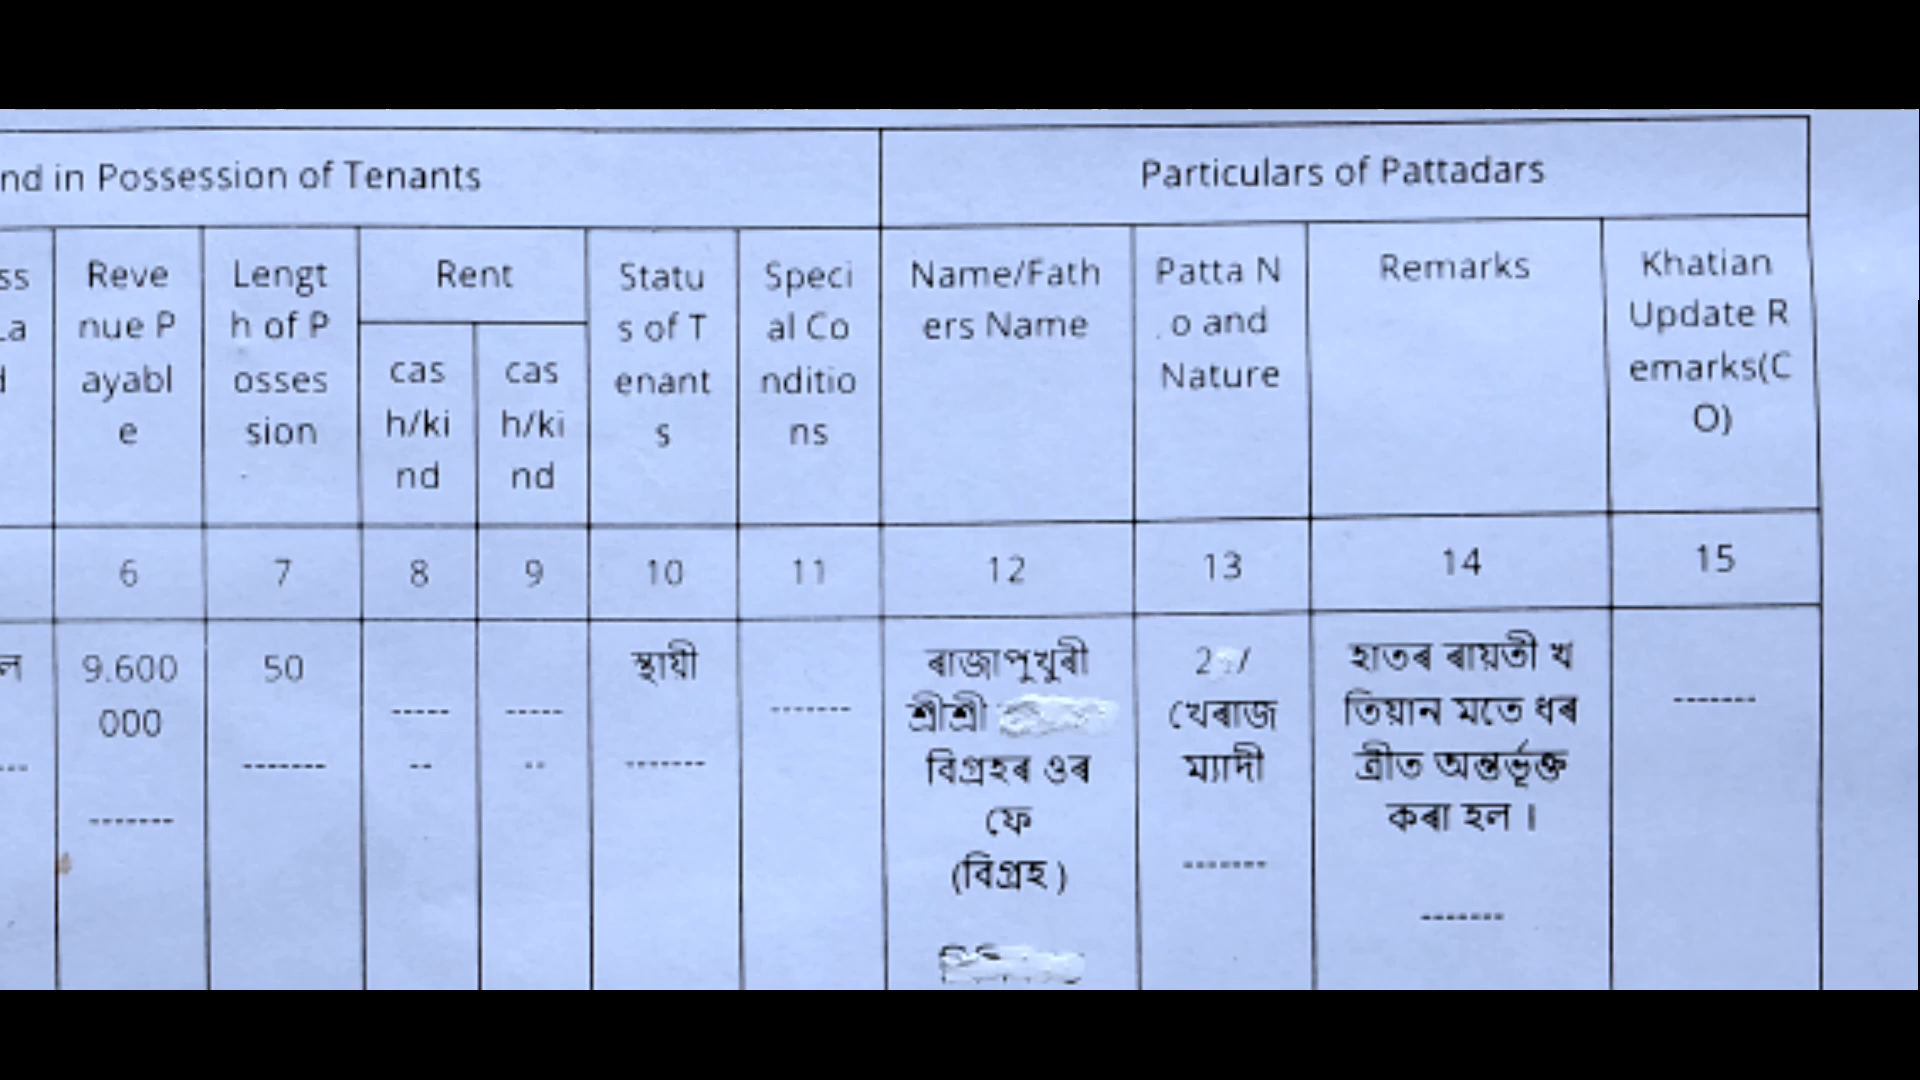 nd in Possession of Tenants
Particulars of Pattadars
ss
La
d
Reve
nue P
ayabl
e
Lengt
h of P
osses
sion
Rent
cas
h/ki
nd
cas
h/ki
nd
Statu
s of T
enant
s
Speci
al Co
nditio
ns
Name/Fath
ers Name
Patta N
o and
Nature
Remarks
Khatian
Update R
emarks(C
O)
6
7
8
9
10
11
12
13
14
15
ল
---
9.600
000
-------
50
-------
-----
--
-----
--
স্থায়ী
-------
-------
ৰাজাপুখুৰী
শ্ৰীশ্ৰী
বিগ্ৰহৰ ওৰ
ফে
(বিগ্ৰহ )
2 /
খেৰাজ
ম্যাদী
-------
হাতৰ ৰায়তী খ
তিয়ান মতে ধৰ
ত্ৰীত অন্তৰ্ভূক্ত
কৰা হল ।
-------
-------